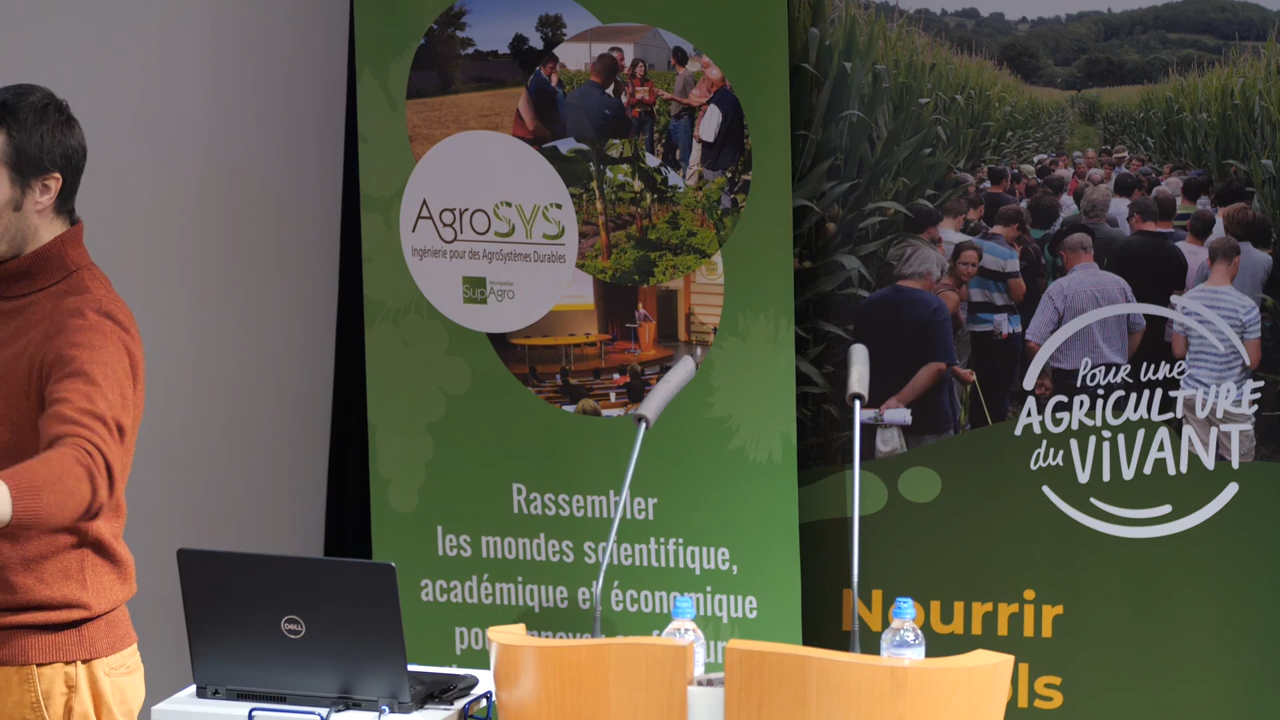 AgroSYS
Ingénierie pour des AgroSystèmes Durables
Montpellier
SupAgro
Rassembler
les mondes scientifique,
académique et économique
DELL
Pour une
AGRiCULTURE
du ViVANT
Nourrir